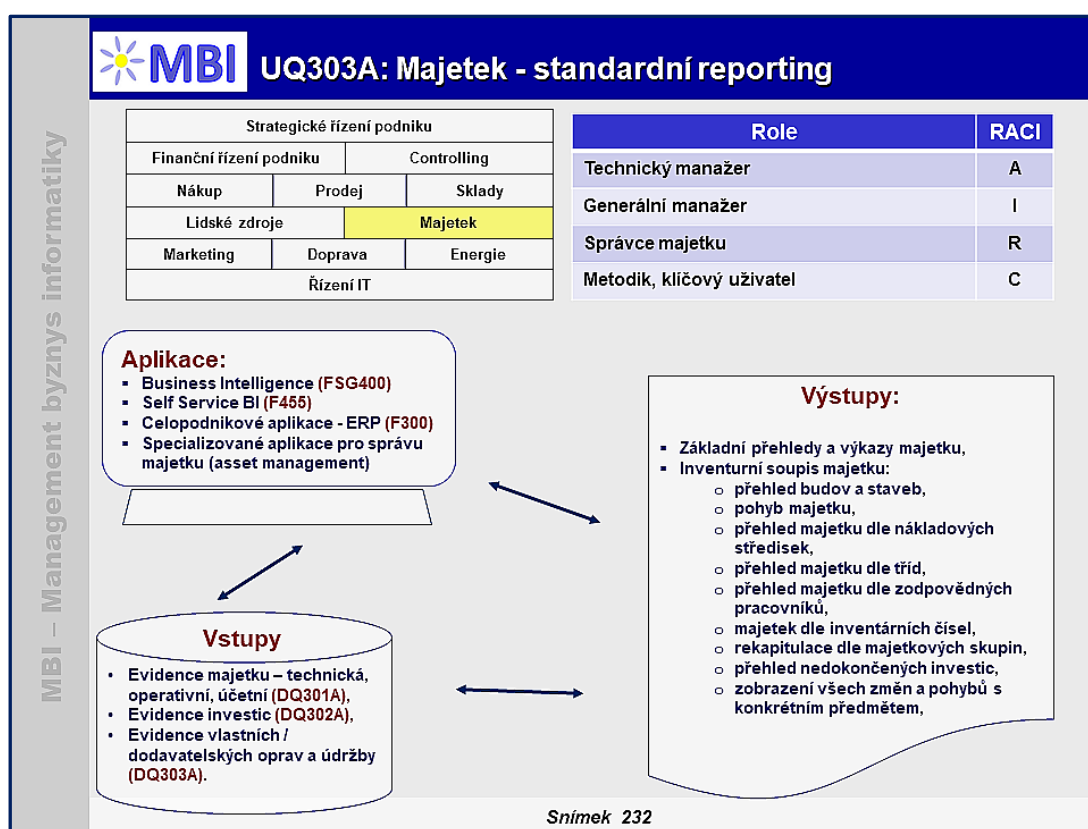 MBI
UQ303A: Majetek - standardní reporting
MBI – Management byznys informatiky
Strategické řízení podniku
Finanční řízení podniku
Controlling
Nákup
Prodej
Sklady
Lidské zdroje
Majetek
Marketing
Doprava
Energie
Řízení IT
Role RACI
Technický manažer A
Generální manažer I
Správce majetku R
Metodik, klíčový uživatel C
Aplikace:
▪ Business Intelligence (FSG400)
▪ Self Service BI (F455)
▪ Celopodnikové aplikace - ERP (F300)
▪ Specializované aplikace pro správu
majetku (asset management)
Vstupy
• Evidence majetku – technická,
operativní, účetní (DQ301A),
• Evidence investic (DQ302A),
• Evidence vlastních /
dodavatelských oprav a údržby
(DQ303A).
Výstupy:
▪ Základní přehledy a výkazy majetku,
▪ Inventurní soupis majetku:
o přehled budov a staveb,
o pohyb majetku,
o přehled majetku dle nákladových
středisek,
o přehled majetku dle tříd,
o přehled majetku dle zodpovědných
pracovníků,
o majetek dle inventárních čísel,
o rekapitulace dle majetkových skupin,
o přehled nedokončených investic,
o zobrazení všech změn a pohybů s
konkrétním předmětem,
Snímek 232